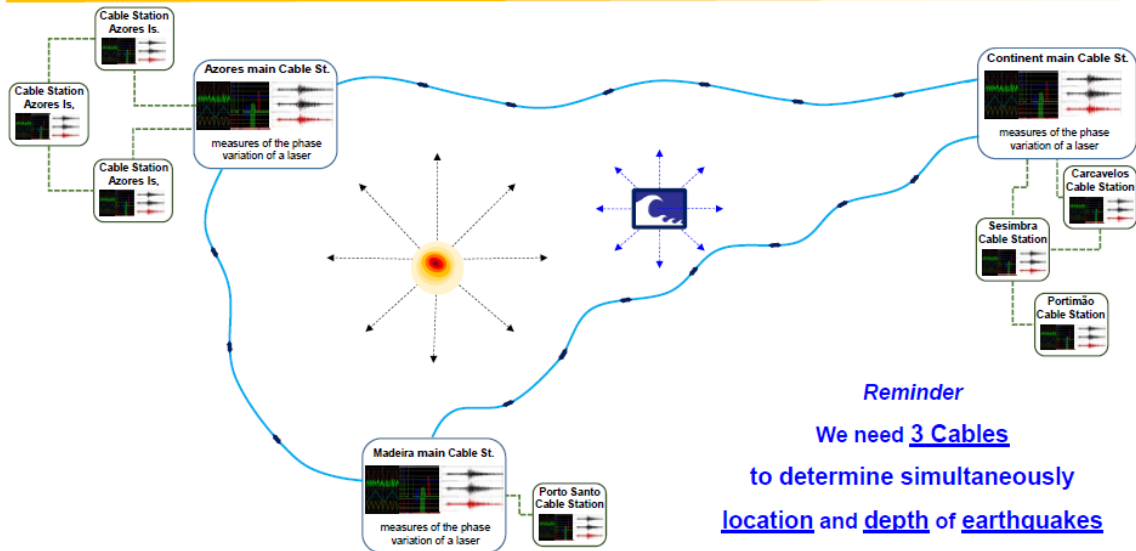 Cable Station
Azores Is.
Cable Station
Azores Is,
Cable Station
Azores Is,
Azores main Cable St.
measures of the phase
variation of a laser
Continent main Cable St.
measures of the phase
variation of a laser
Carcavelos
Cable Station
Sesimbra
Cable Station
Portimão
Cable Station
Madeira main Cable St.
measures of the phase
variation of a laser
Porto Santo
Cable Station
Reminder
We need 3 Cables
to determine simultaneously
location and depth of earthquakes